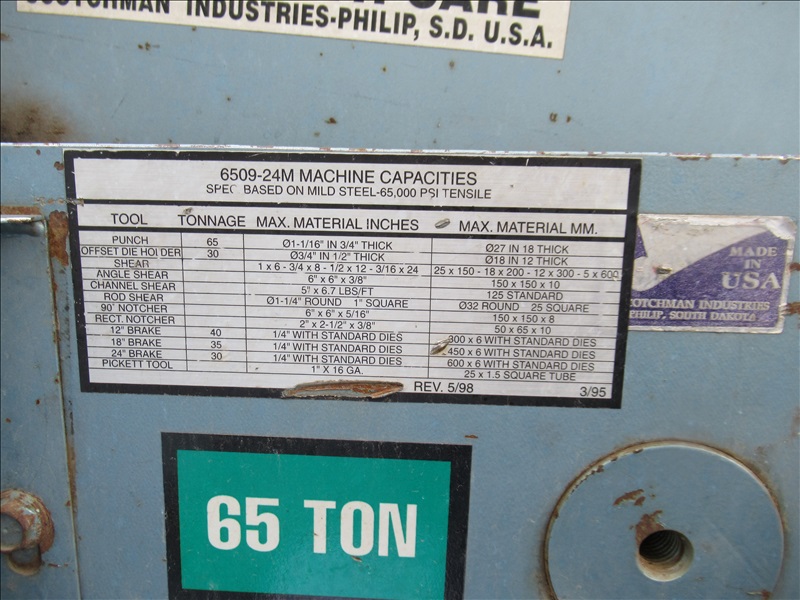 SCOTCHMAN INDUSTRIES-PHILIP, S.D. U.S.A.
6509-24M MACHINE CAPACITIES
SPEC BASED ON MILD STEEL-65,000 PSI TENSILE
TOOL TONNAGE MAX. MATERIAL INCHES MAX. MATERIAL MM.
PUNCH 65 Ø1-1/16" IN 3/4" THICK Ø27 IN 18 THICK
OFFSET DIE HOLDER 30 Ø3/4" IN 1/2" THICK Ø18 IN 12 THICK
SHEAR 1 x 6 - 3/4 x 8 - 1/2 x 12 - 3/16 x 24 25 x 150 - 18 x 200 - 12 x 300 - 5 x 600
ANGLE SHEAR 6" x 6" x 3/8" 150 x 150 x 10
CHANNEL SHEAR 5" x 6.7 LBS/FT 125 STANDARD
ROD SHEAR Ø1-1/4" ROUND 1" SQUARE Ø32 ROUND 25 SQUARE
90° NOTCHER 6" x 6" x 5/16" 150 x 150 x 8
RECT. NOTCHER 2" x 2-1/2" x 3/8" 50 x 65 x 10
12" BRAKE 40 1/4" WITH STANDARD DIES 300 x 6 WITH STANDARD DIES
18" BRAKE 35 1/4" WITH STANDARD DIES 450 x 6 WITH STANDARD DIES
24" BRAKE 30 1/4" WITH STANDARD DIES 600 x 6 WITH STANDARD DIES
PICKETT TOOL 1" X 16 GA. 25 x 1.5 SQUARE TUBE
REV. 5/98 3/95
MADE
IN
USA
SCOTCHMAN INDUSTRIES
PHILIP, SOUTH DAKOTA
65 TON